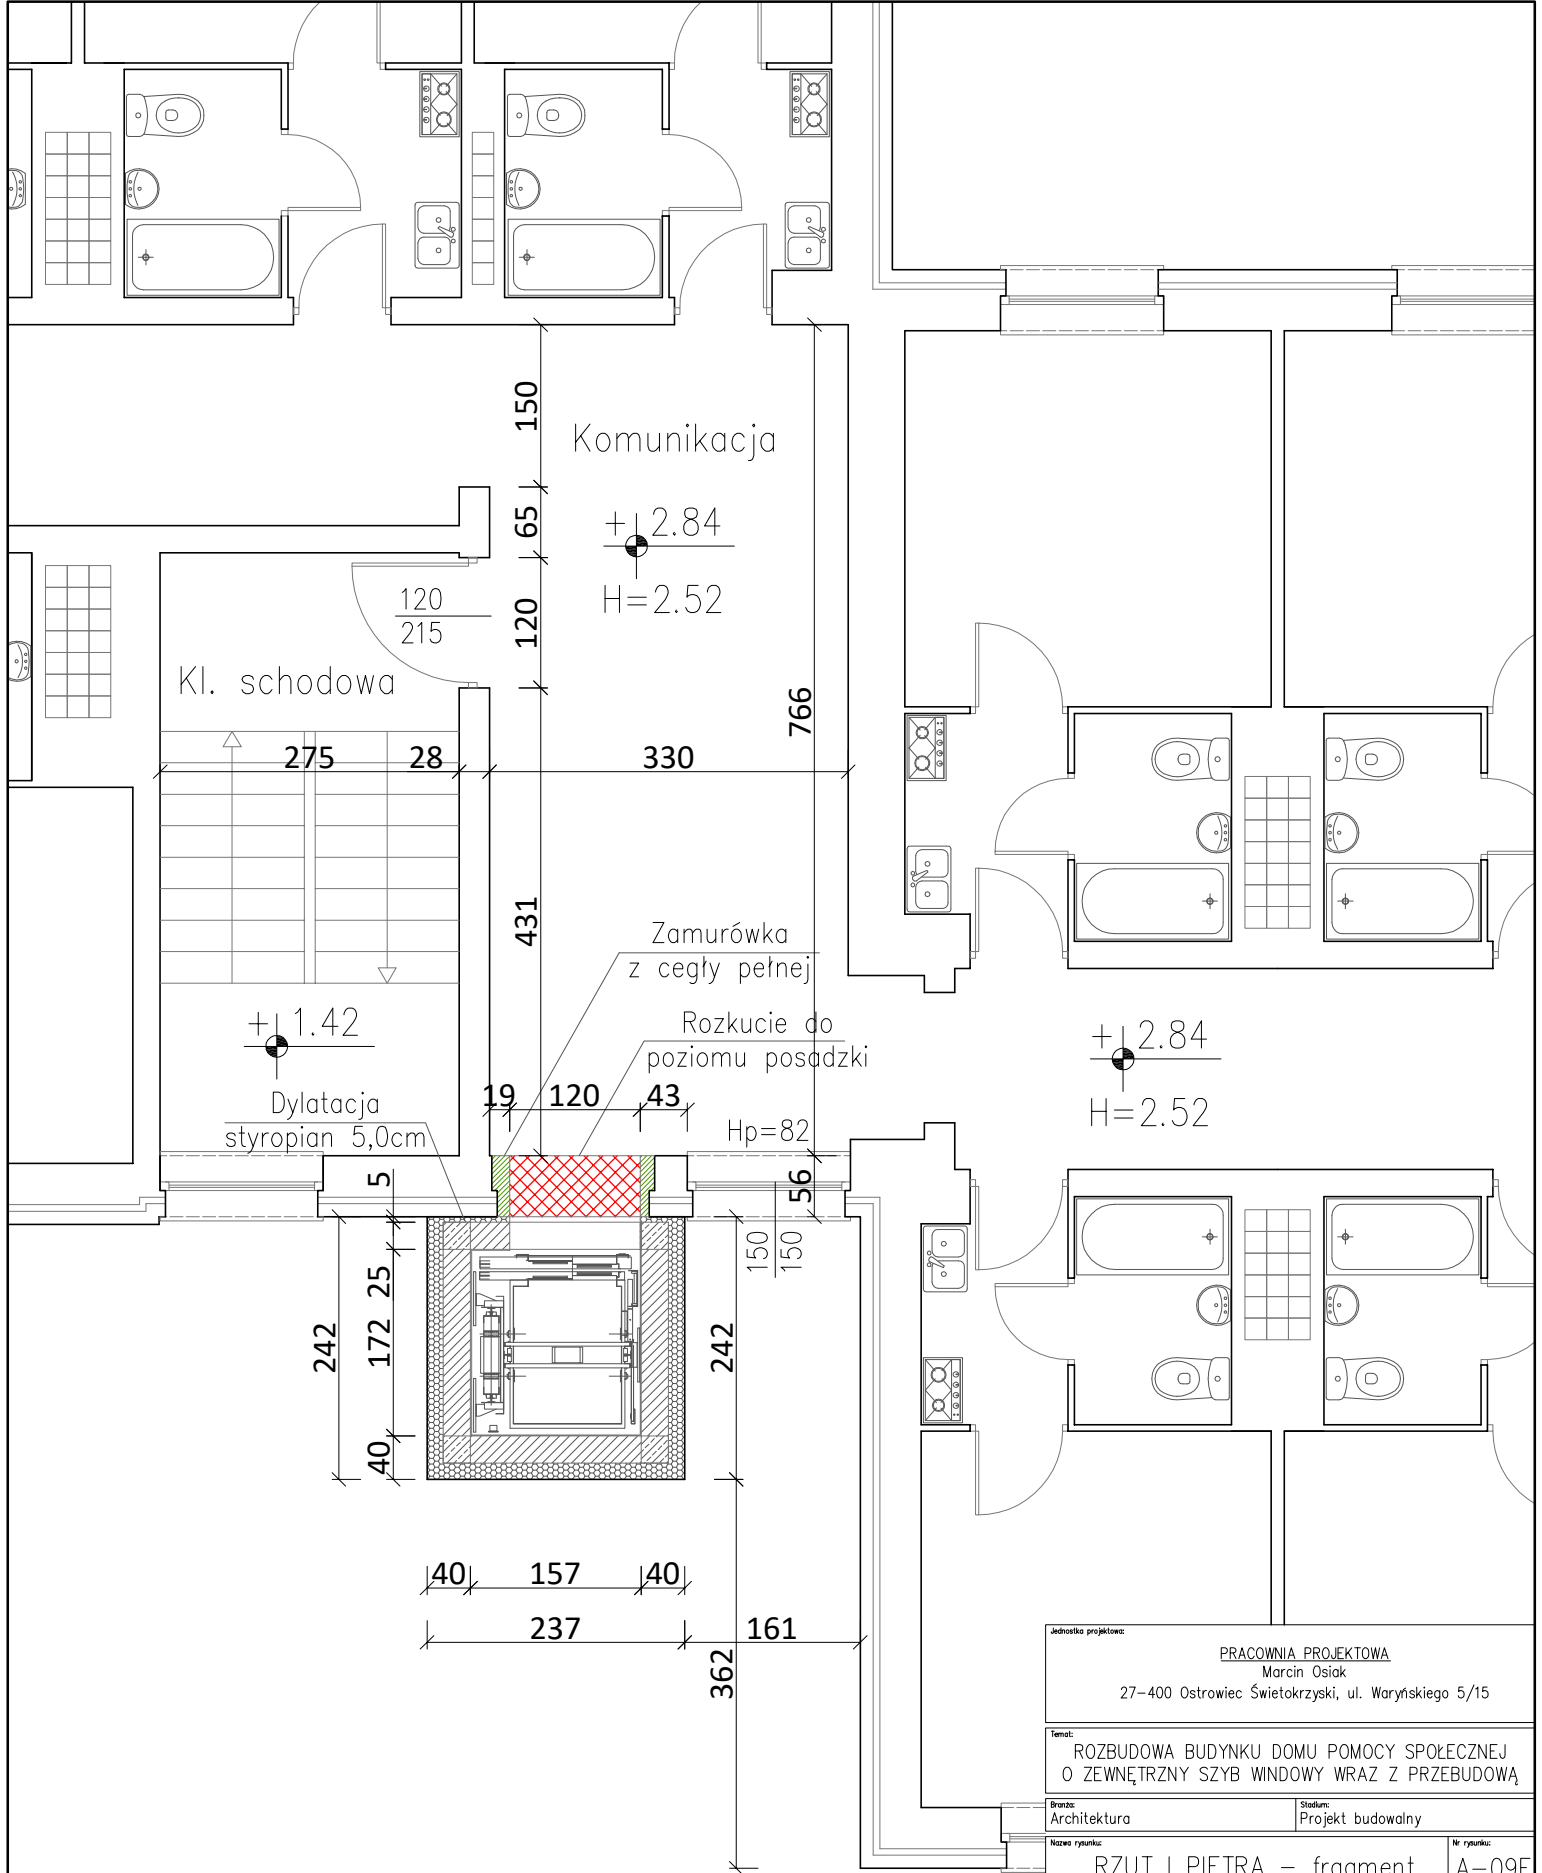 150
Komunikacja
65
+ 2.84
H=2.52
120
215
120
Kl. schodowa
766
275
28
330
431
Zamurówka
z cegły pełnej
Rozkucie do
poziomu posadzki
+ 1.42
+ 2.84
H=2.52
19
120
43
Dylatacja
styropian 5,0cm
Hp=82
5
56
150
150
25
242
172
242
40
40
157
40
237
161
362
Jednostka projektowa:
PRACOWNIA PROJEKTOWA
Marcin Osiak
27-400 Ostrowiec Świetokrzyski, ul. Waryńskiego 5/15
Temat:
ROZBUDOWA BUDYNKU DOMU POMOCY SPOŁECZNEJ
O ZEWNĘTRZNY SZYB WINDOWY WRAZ Z PRZEBUDOWĄ
Branża:
Architektura
Stadium:
Projekt budowalny
Nazwa rysunku:
RZUT I PIĘTRA - fragment
Nr rysunku: